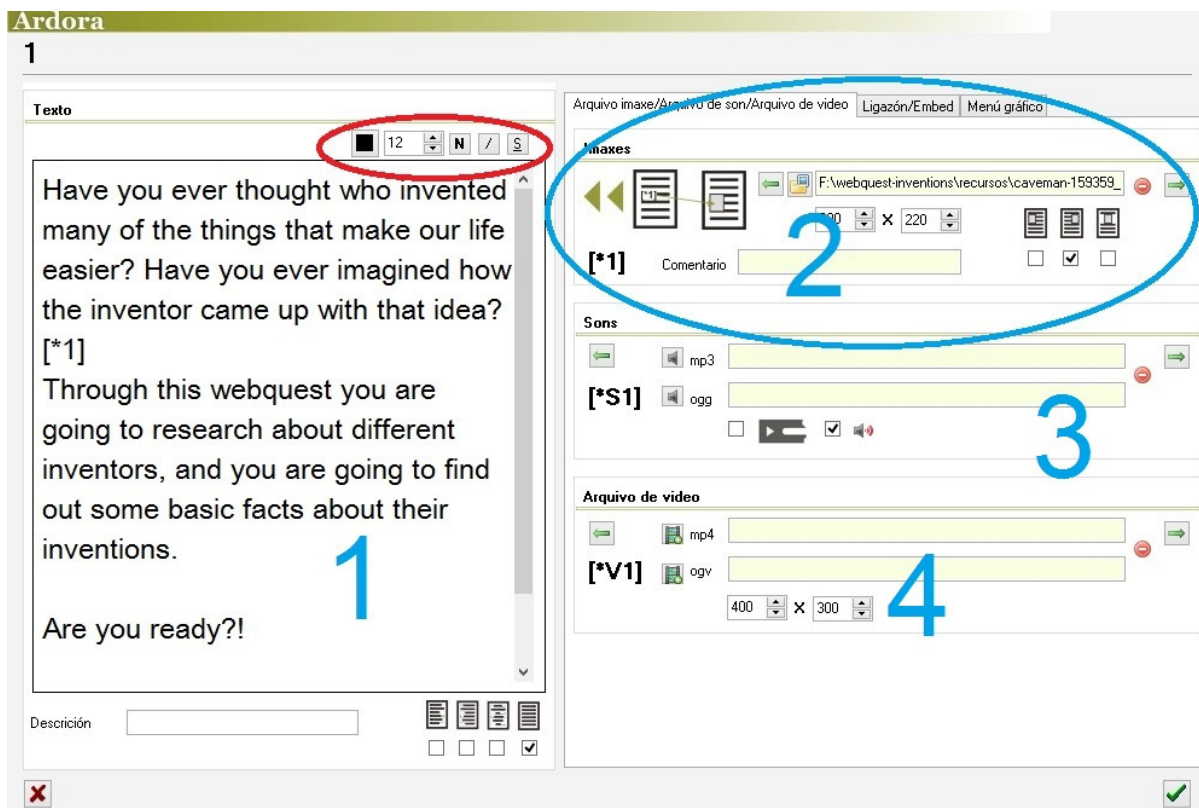 Ardora
1
Texto
12 N / S
Have you ever thought who invented
many of the things that make our life
easier? Have you ever imagined how
the inventor came up with that idea?
[*1]
Through this webquest you are
going to research about different
inventors, and you are going to find
out some basic facts about their
inventions.
Are you ready?!
1
Descrición
Arquivo imaxe/Arquivo de son/Arquivo de video Ligazón/Embed Menú gráfico
Imaxes
[*1] F:\webquest-inventions\recursos\caveman-159359_
X 220
2
[*1] Comentario
Sons
mp3
[*S1] ogg
3
Arquivo de video
mp4
[*V1] ogv
400 X 300
4